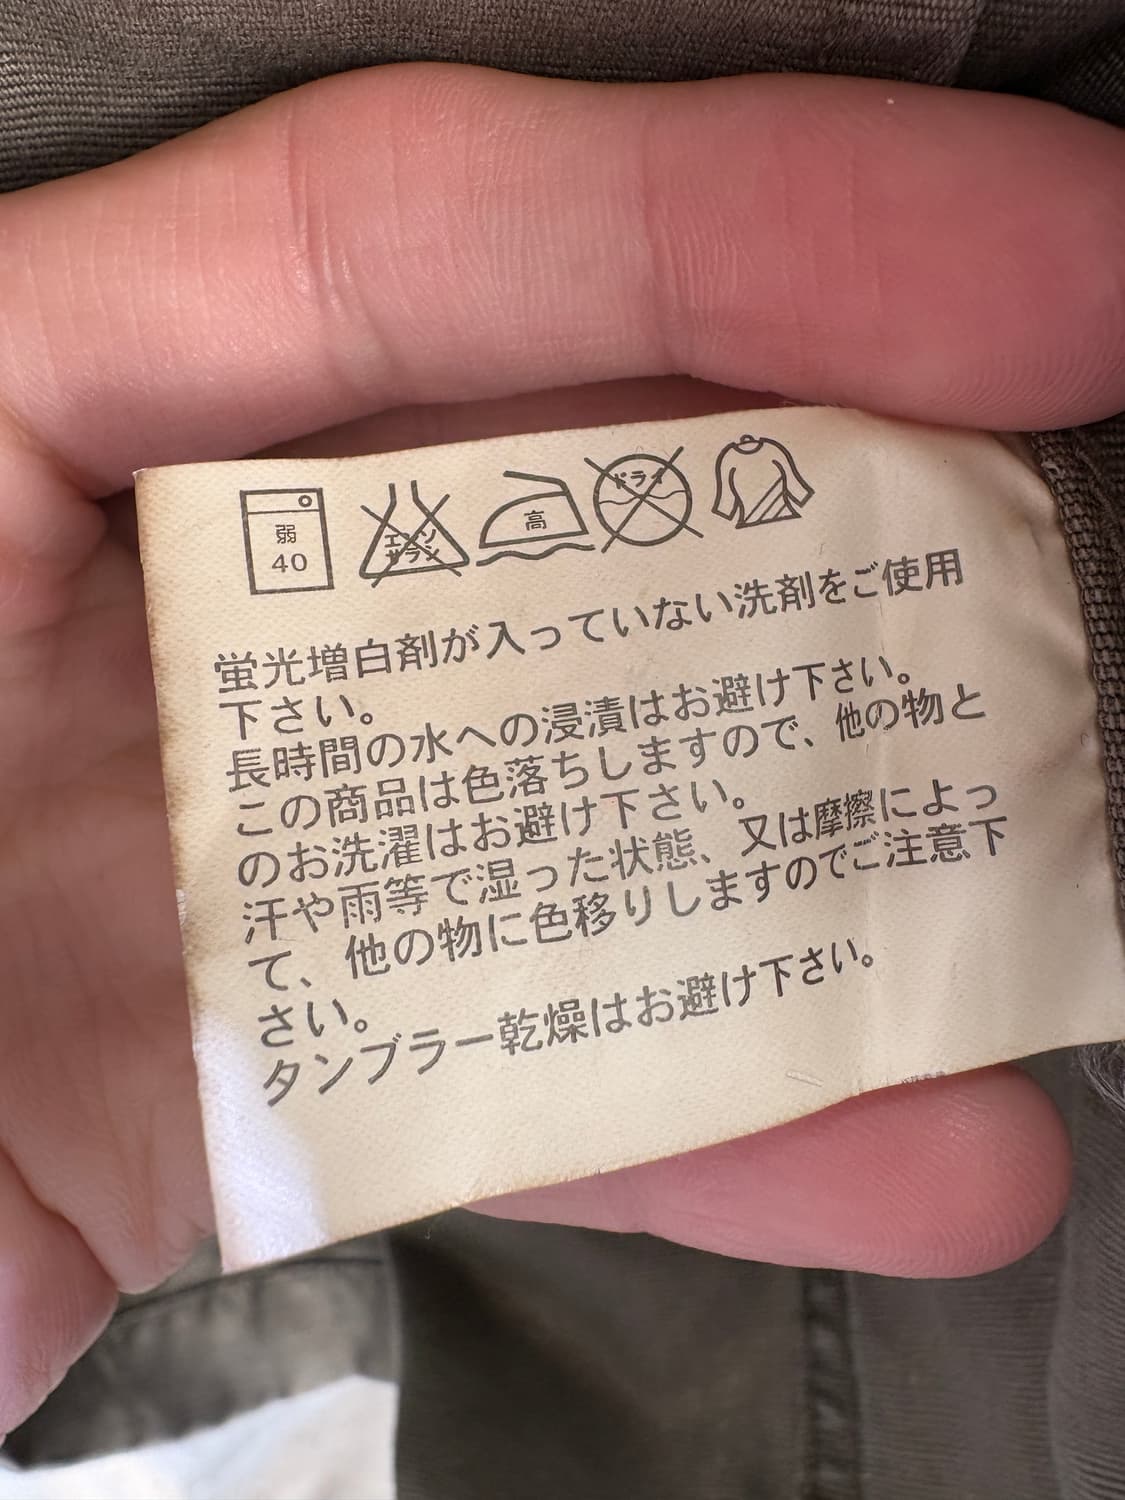 弱
40
エンソ
サラシ
高
ドライ
蛍光増白剤が入っていない洗剤をご使用
下さい。
長時間の水への浸漬はお避け下さい。
この商品は色落ちしますので、他の物と
のお洗濯はお避け下さい。
汗や雨等で湿った状態、又は摩擦によっ
て、他の物に色移りしますのでご注意下
さい。
タンブラー乾燥はお避け下さい。